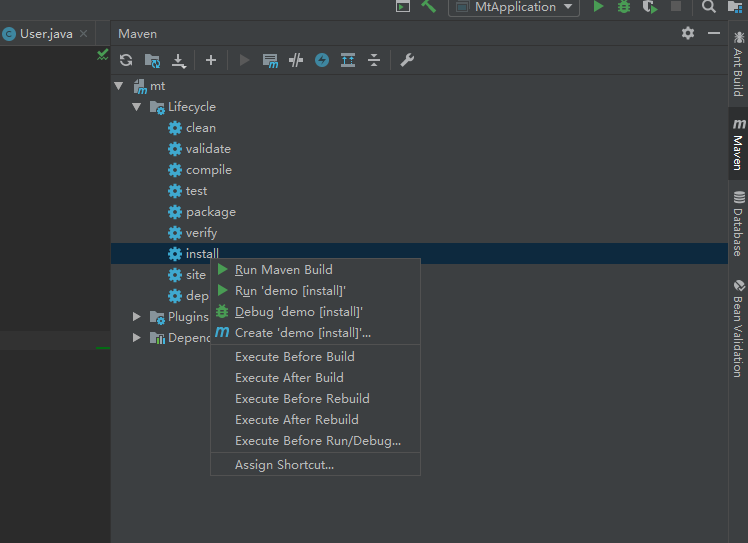 MtApplication
User.java
Maven
mt
Lifecycle
clean
validate
compile
test
package
verify
install
site
dep
Plugins
Depend
Run Maven Build
Run 'demo [install]'
Debug 'demo [install]'
Create 'demo [install]'...
Execute Before Build
Execute After Build
Execute Before Rebuild
Execute After Rebuild
Execute Before Run/Debug...
Assign Shortcut...
Ant Build
Maven
Database
Bean Validation